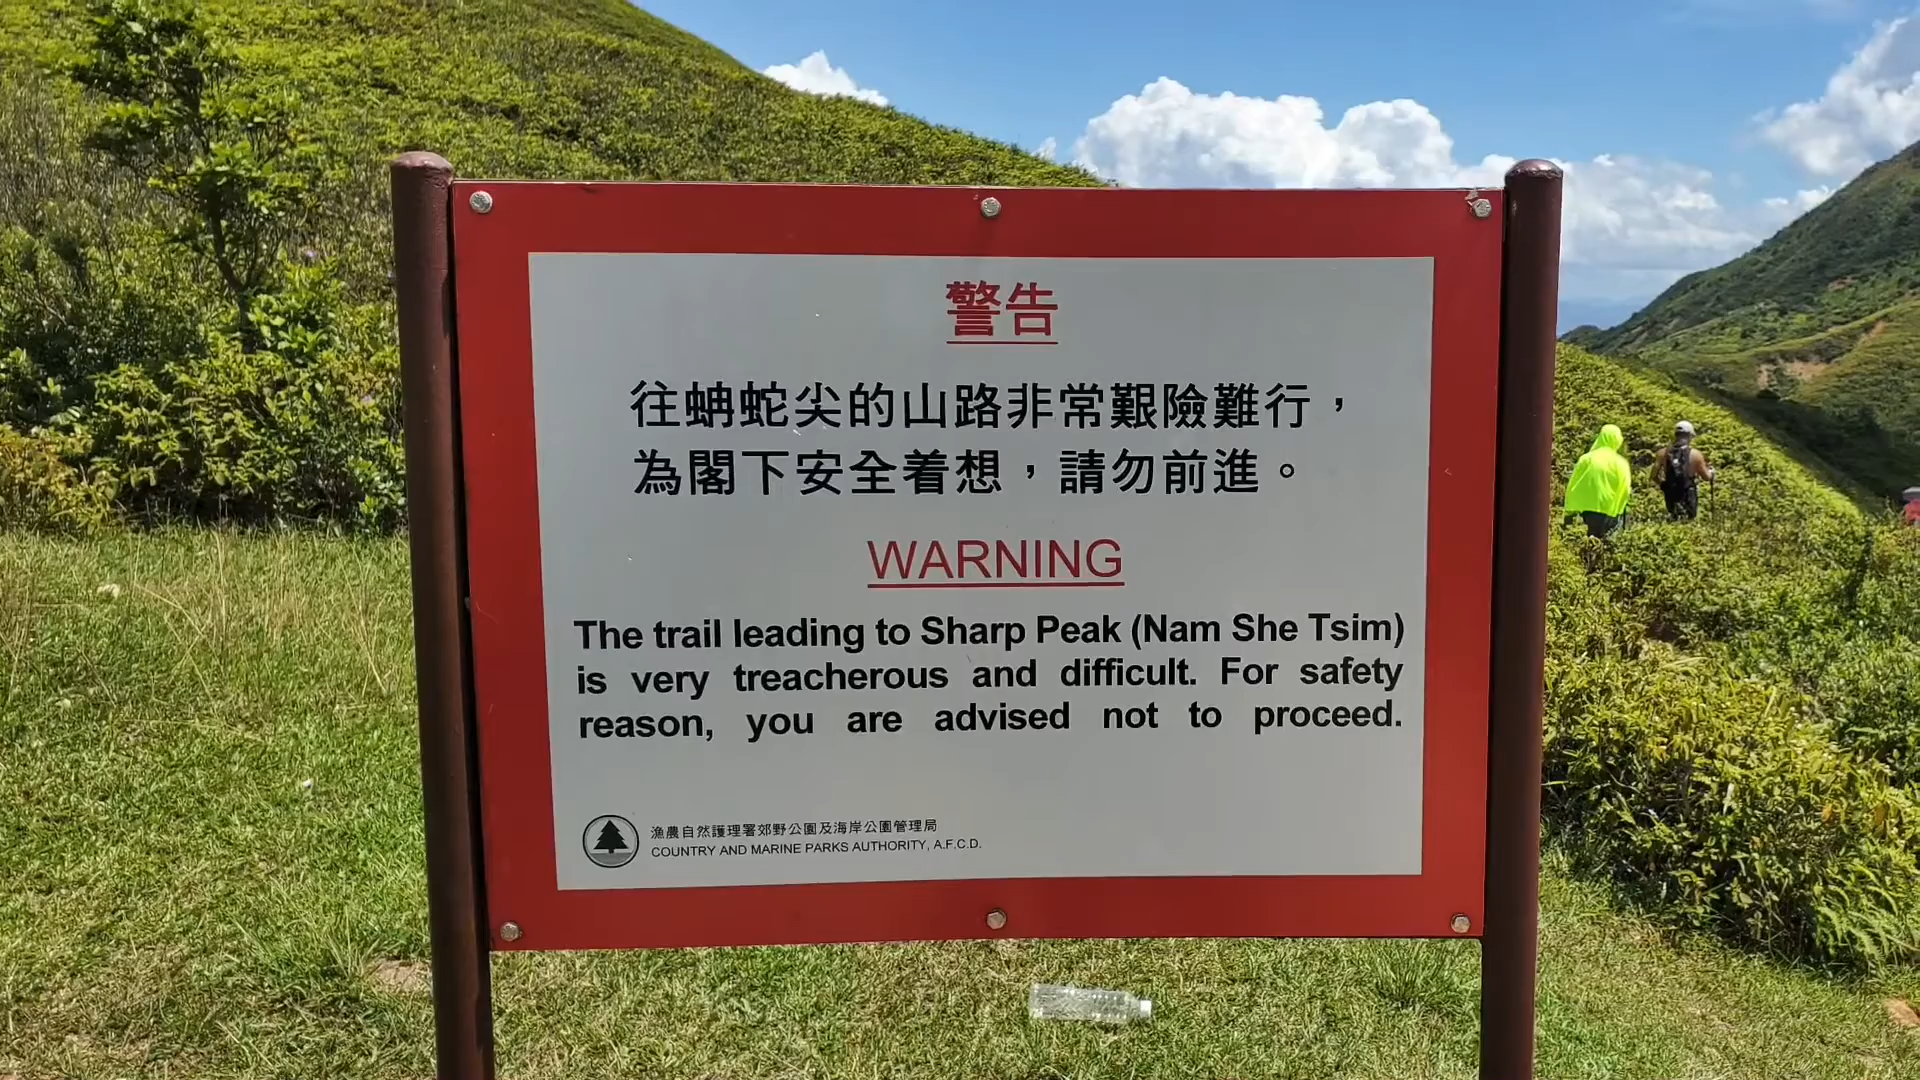 警告
往蚺蛇尖的山路非常艱險難行，
為閣下安全着想，請勿前進。
WARNING
The trail leading to Sharp Peak (Nam She Tsim)
is very treacherous and difficult. For safety
reason, you are advised not to proceed.
漁農自然護理署郊野公園及海岸公園管理局
COUNTRY AND MARINE PARKS AUTHORITY, A.F.C.D.